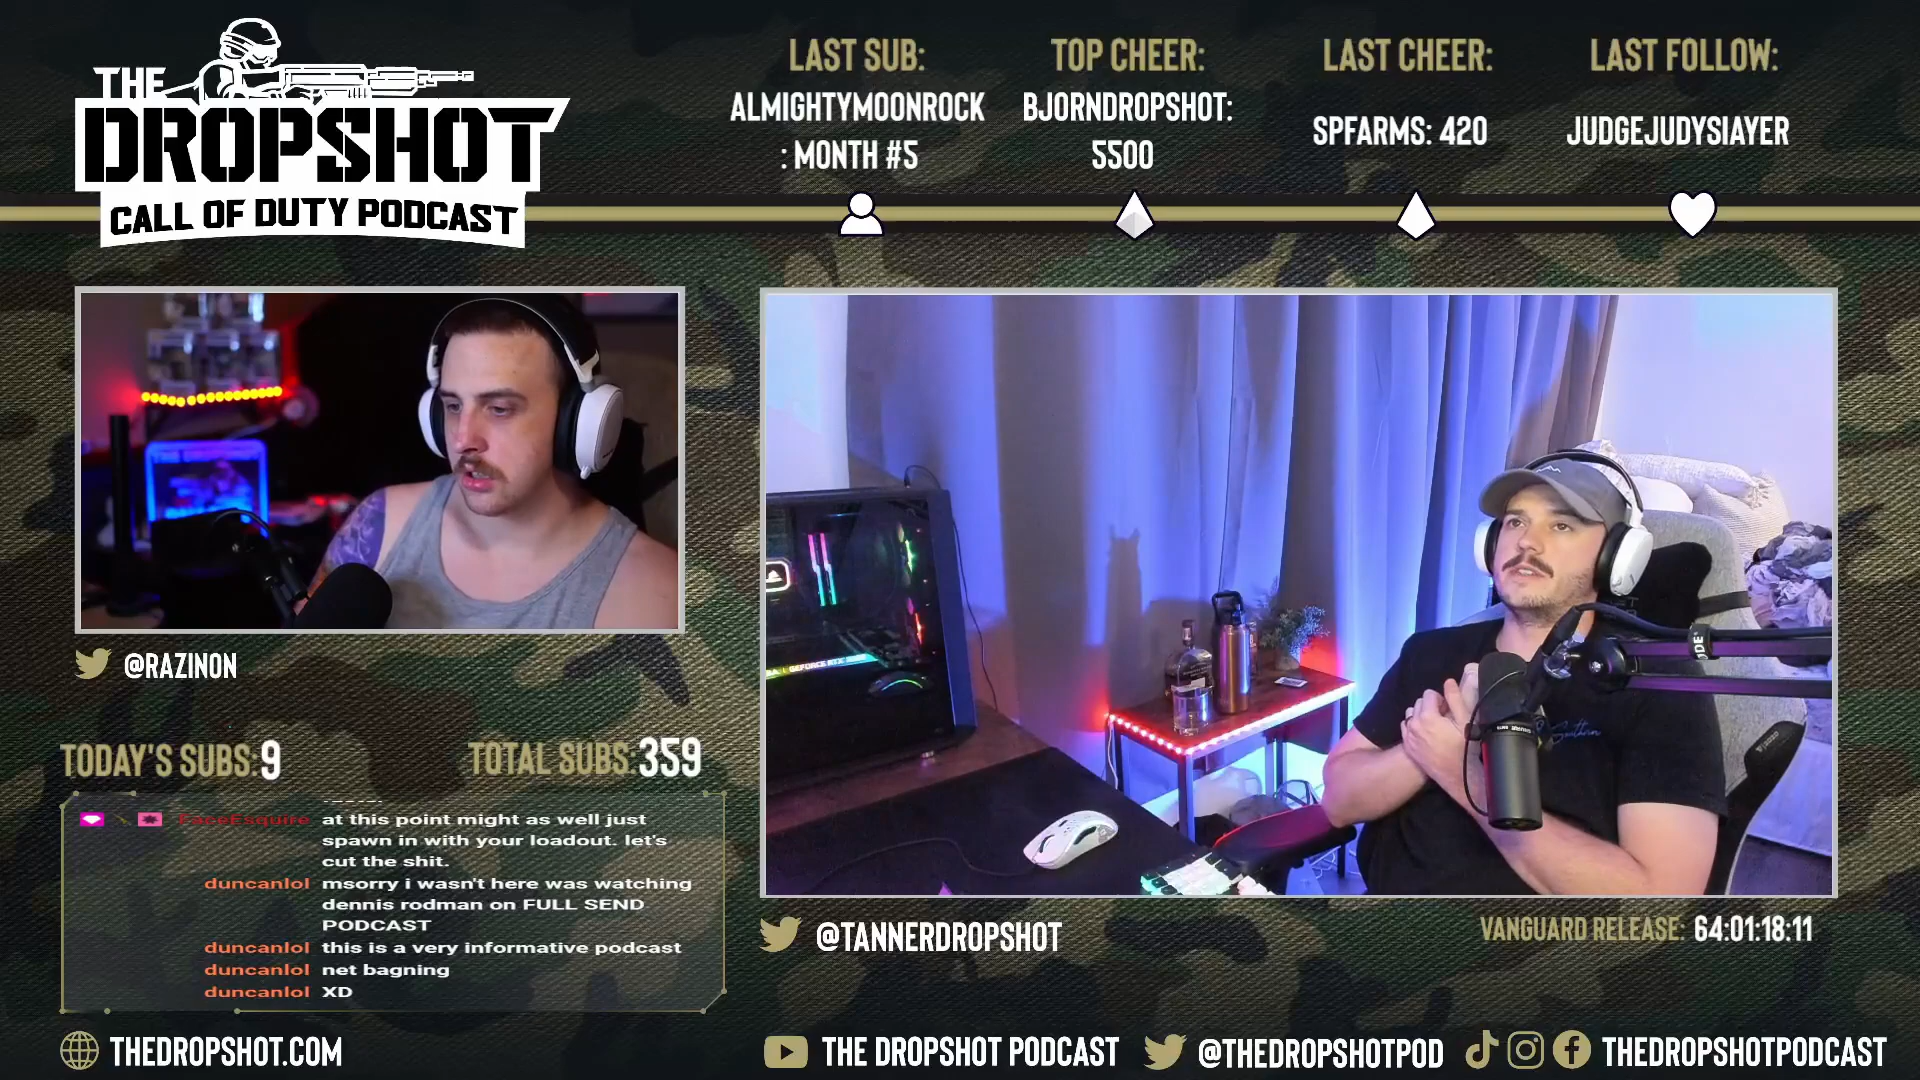 THE
DROPSHOT
CALL OF DUTY PODCAST
LAST SUB:
ALMIGHTYMOONROCK
: MONTH #5
TOP CHEER:
BJORNDROPSHOT:
5500
LAST CHEER:
SPFARMS: 420
LAST FOLLOW:
JUDGEJUDYSIAYER
@RAZINON
TODAY'S SUBS:9
TOTAL SUBS:359
FaceEsquire at this point might as well just
spawn in with your loadout. let's
cut the shit.
duncanlol msorry i wasn't here was watching
dennis rodman on FULL SEND
PODCAST
duncanlol this is a very informative podcast
duncanlol net bagning
duncanlol XD
GEFORCE RTX
Southern
@TANNERDROPSHOT
VANGUARD RELEASE: 64:01:18:11
THEDROPSHOT.COM
THE DROPSHOT PODCAST
@THEDROPSHOTPOD
THEDROPSHOTPODCAST